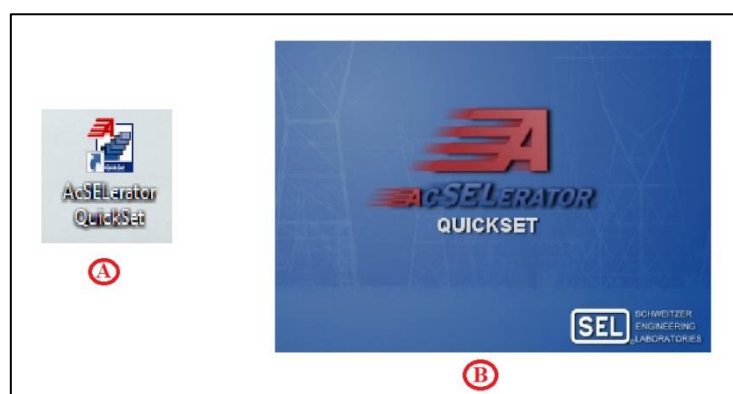 AcSELerator
QuickSet
A
A
ACSELERATOR
QUICKSET
SEL
SCHWEITZER
ENGINEERING
LABORATORIES
B